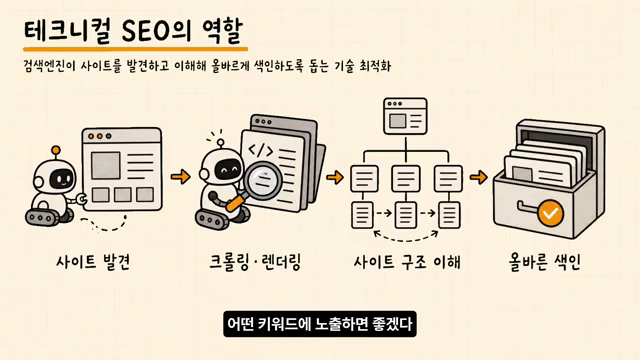 테크니컬 SEO의 역할
검색엔진이 사이트를 발견하고 이해해 올바르게 색인하도록 돕는 기술 최적화
</>
사이트 발견
크롤링·렌더링
사이트 구조 이해
올바른 색인
어떤 키워드에 노출하면 좋겠다